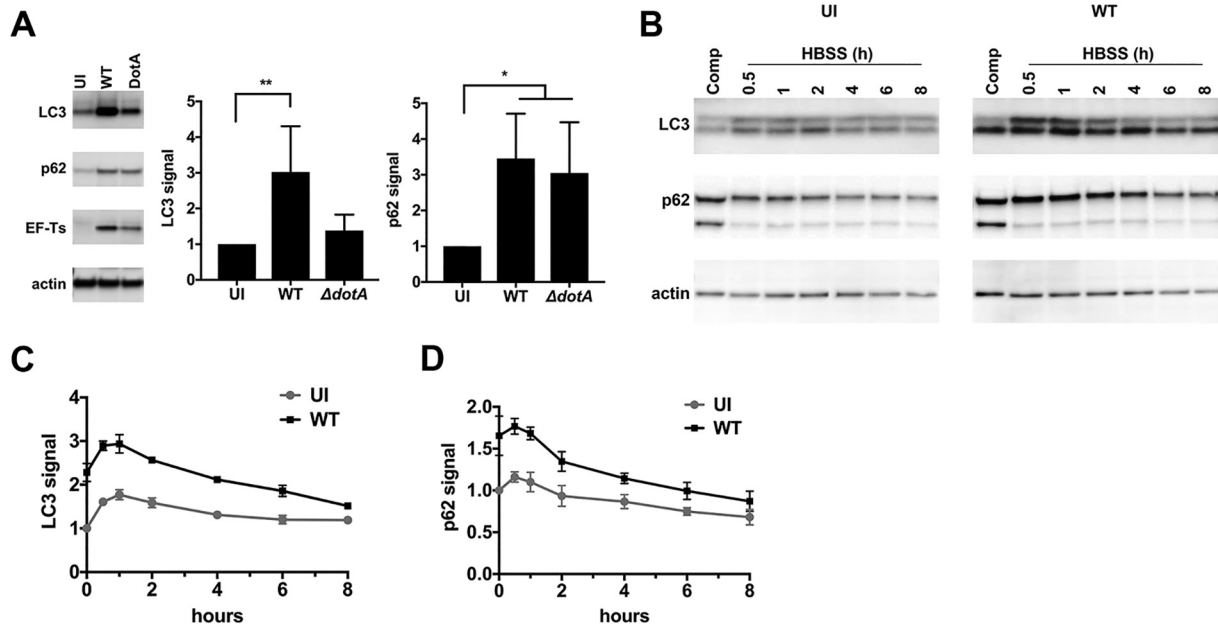 A
UI WT DotA
LC3
p62
EF-Ts
actin
LC3 signal
5
4
3
2
1
0
**
UI WT ΔdotA
p62 signal
5
4
3
2
1
0
*
UI WT ΔdotA
B
UI
Comp
HBSS (h)
0.5 1 2 4 6 8
WT
Comp
HBSS (h)
0.5 1 2 4 6 8
LC3
p62
actin
C
LC3 signal
4
3
2
1
0
UI
WT
0 2 4 6 8
hours
D
p62 signal
2.0
1.5
1.0
0.5
0.0
UI
WT
0 2 4 6 8
hours